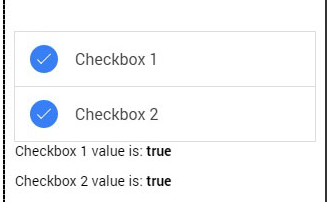 Checkbox 1
Checkbox 2
Checkbox 1 value is: true
Checkbox 2 value is: true